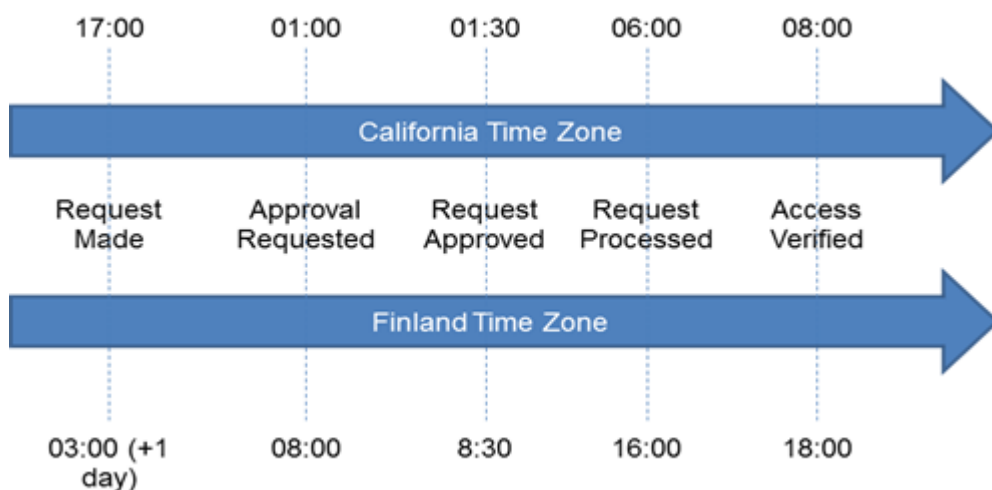 17:00 01:00 01:30 06:00 08:00
California Time Zone
Request Approval Request Request Access
Made Requested Approved Processed Verified
Finland Time Zone
03:00 (+1 08:00 8:30 16:00 18:00
day)